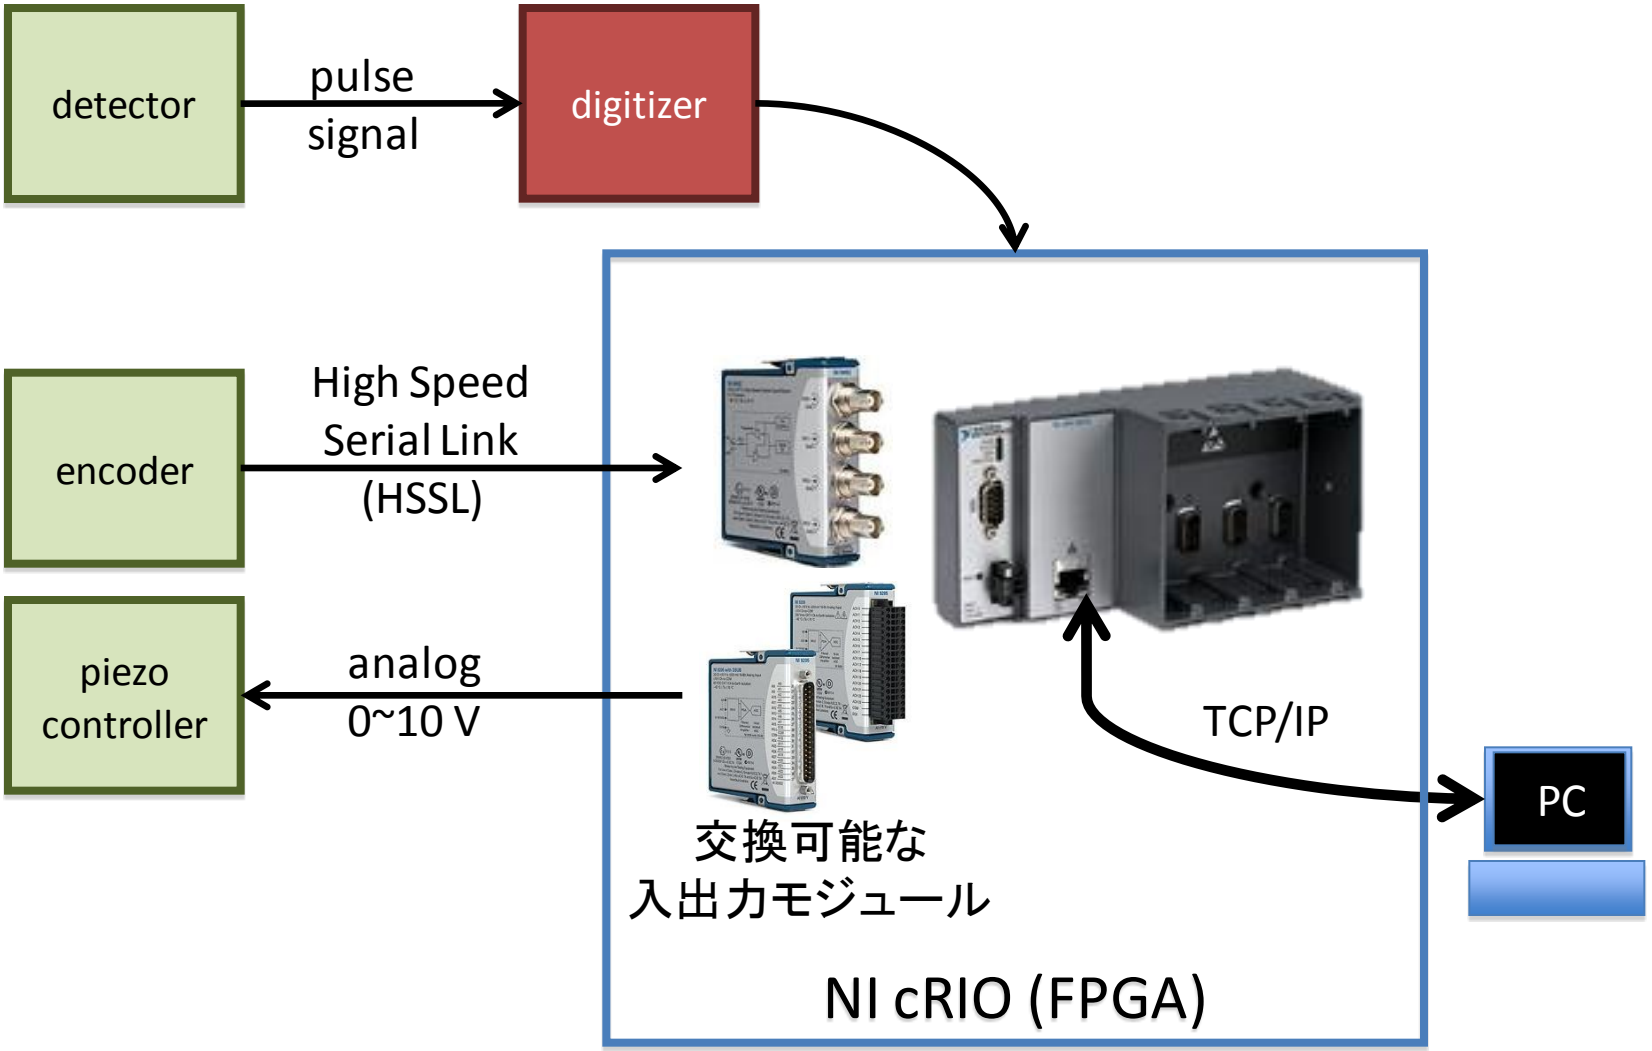 detector
pulse
signal
digitizer
encoder
High Speed
Serial Link
(HSSL)
piezo
controller
analog
0~10 V
交換可能な
入出力モジュール
TCP/IP
PC
NI cRIO (FPGA)